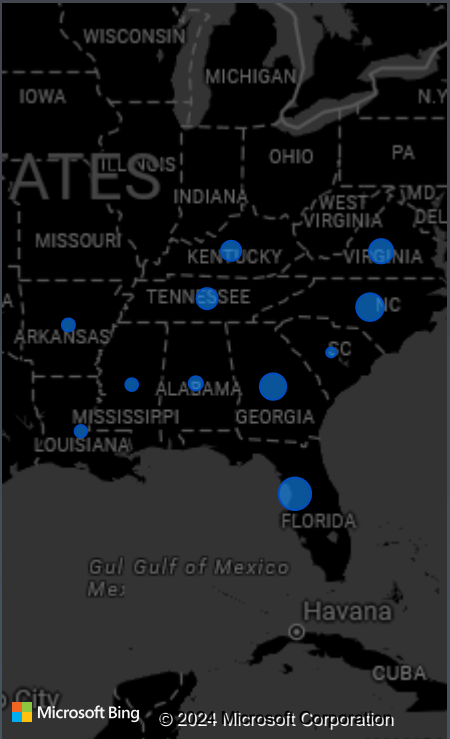 WISCONSIN
MICHIGAN
IOWA
N.Y
ILLINOIS
OHIO
PA
TATES
INDIANA
MD
WEST
VIRGINIA
DEL
MISSOURI
KENTUCKY
VIRGINIA
TENNESSEE
A
NC
ARKANSAS
SC
ALABAMA
MISSISSIPPI
GEORGIA
LOUISIANA
FLORIDA
Gul Gulf of Mexico
Me
Havana
CUBA
o City
Microsoft Bing
© 2024 Microsoft Corporation